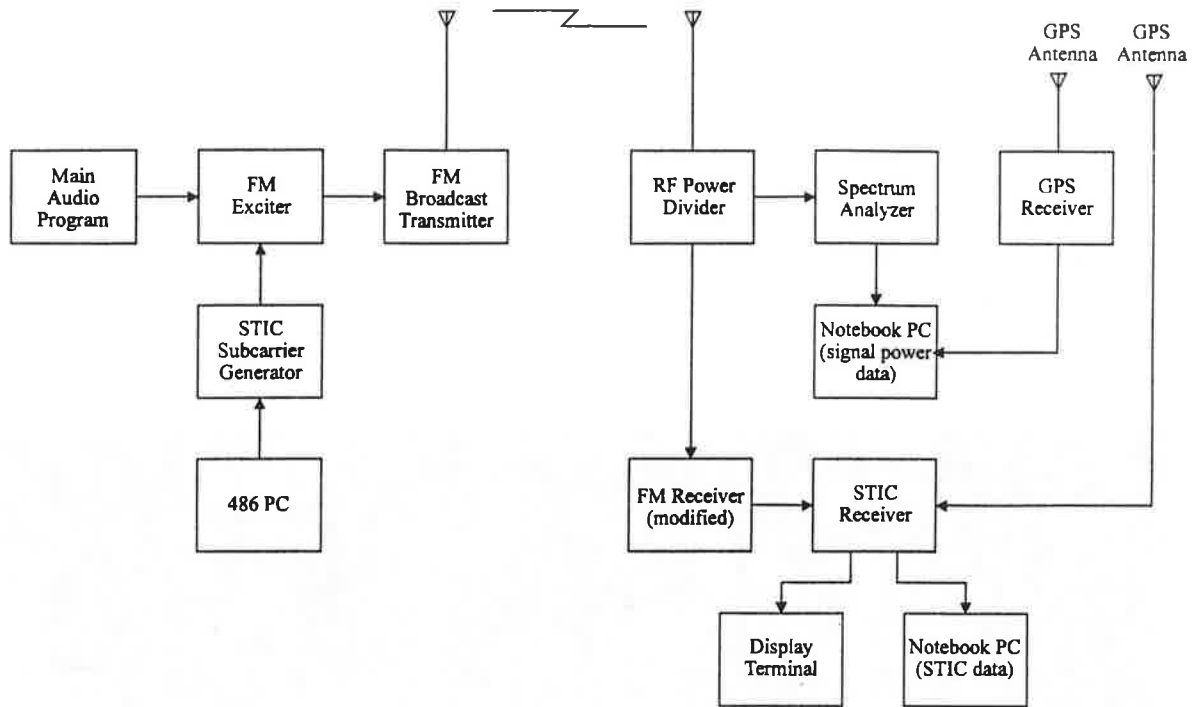 GPS
Antenna
GPS
Antenna
Main
Audio
Program
FM
Exciter
FM
Broadcast
Transmitter
RF Power
Divider
Spectrum
Analyzer
GPS
Receiver
STIC
Subcarrier
Generator
Notebook PC
(signal power
data)
486 PC
FM Receiver
(modified)
STIC
Receiver
Display
Terminal
Notebook PC
(STIC data)